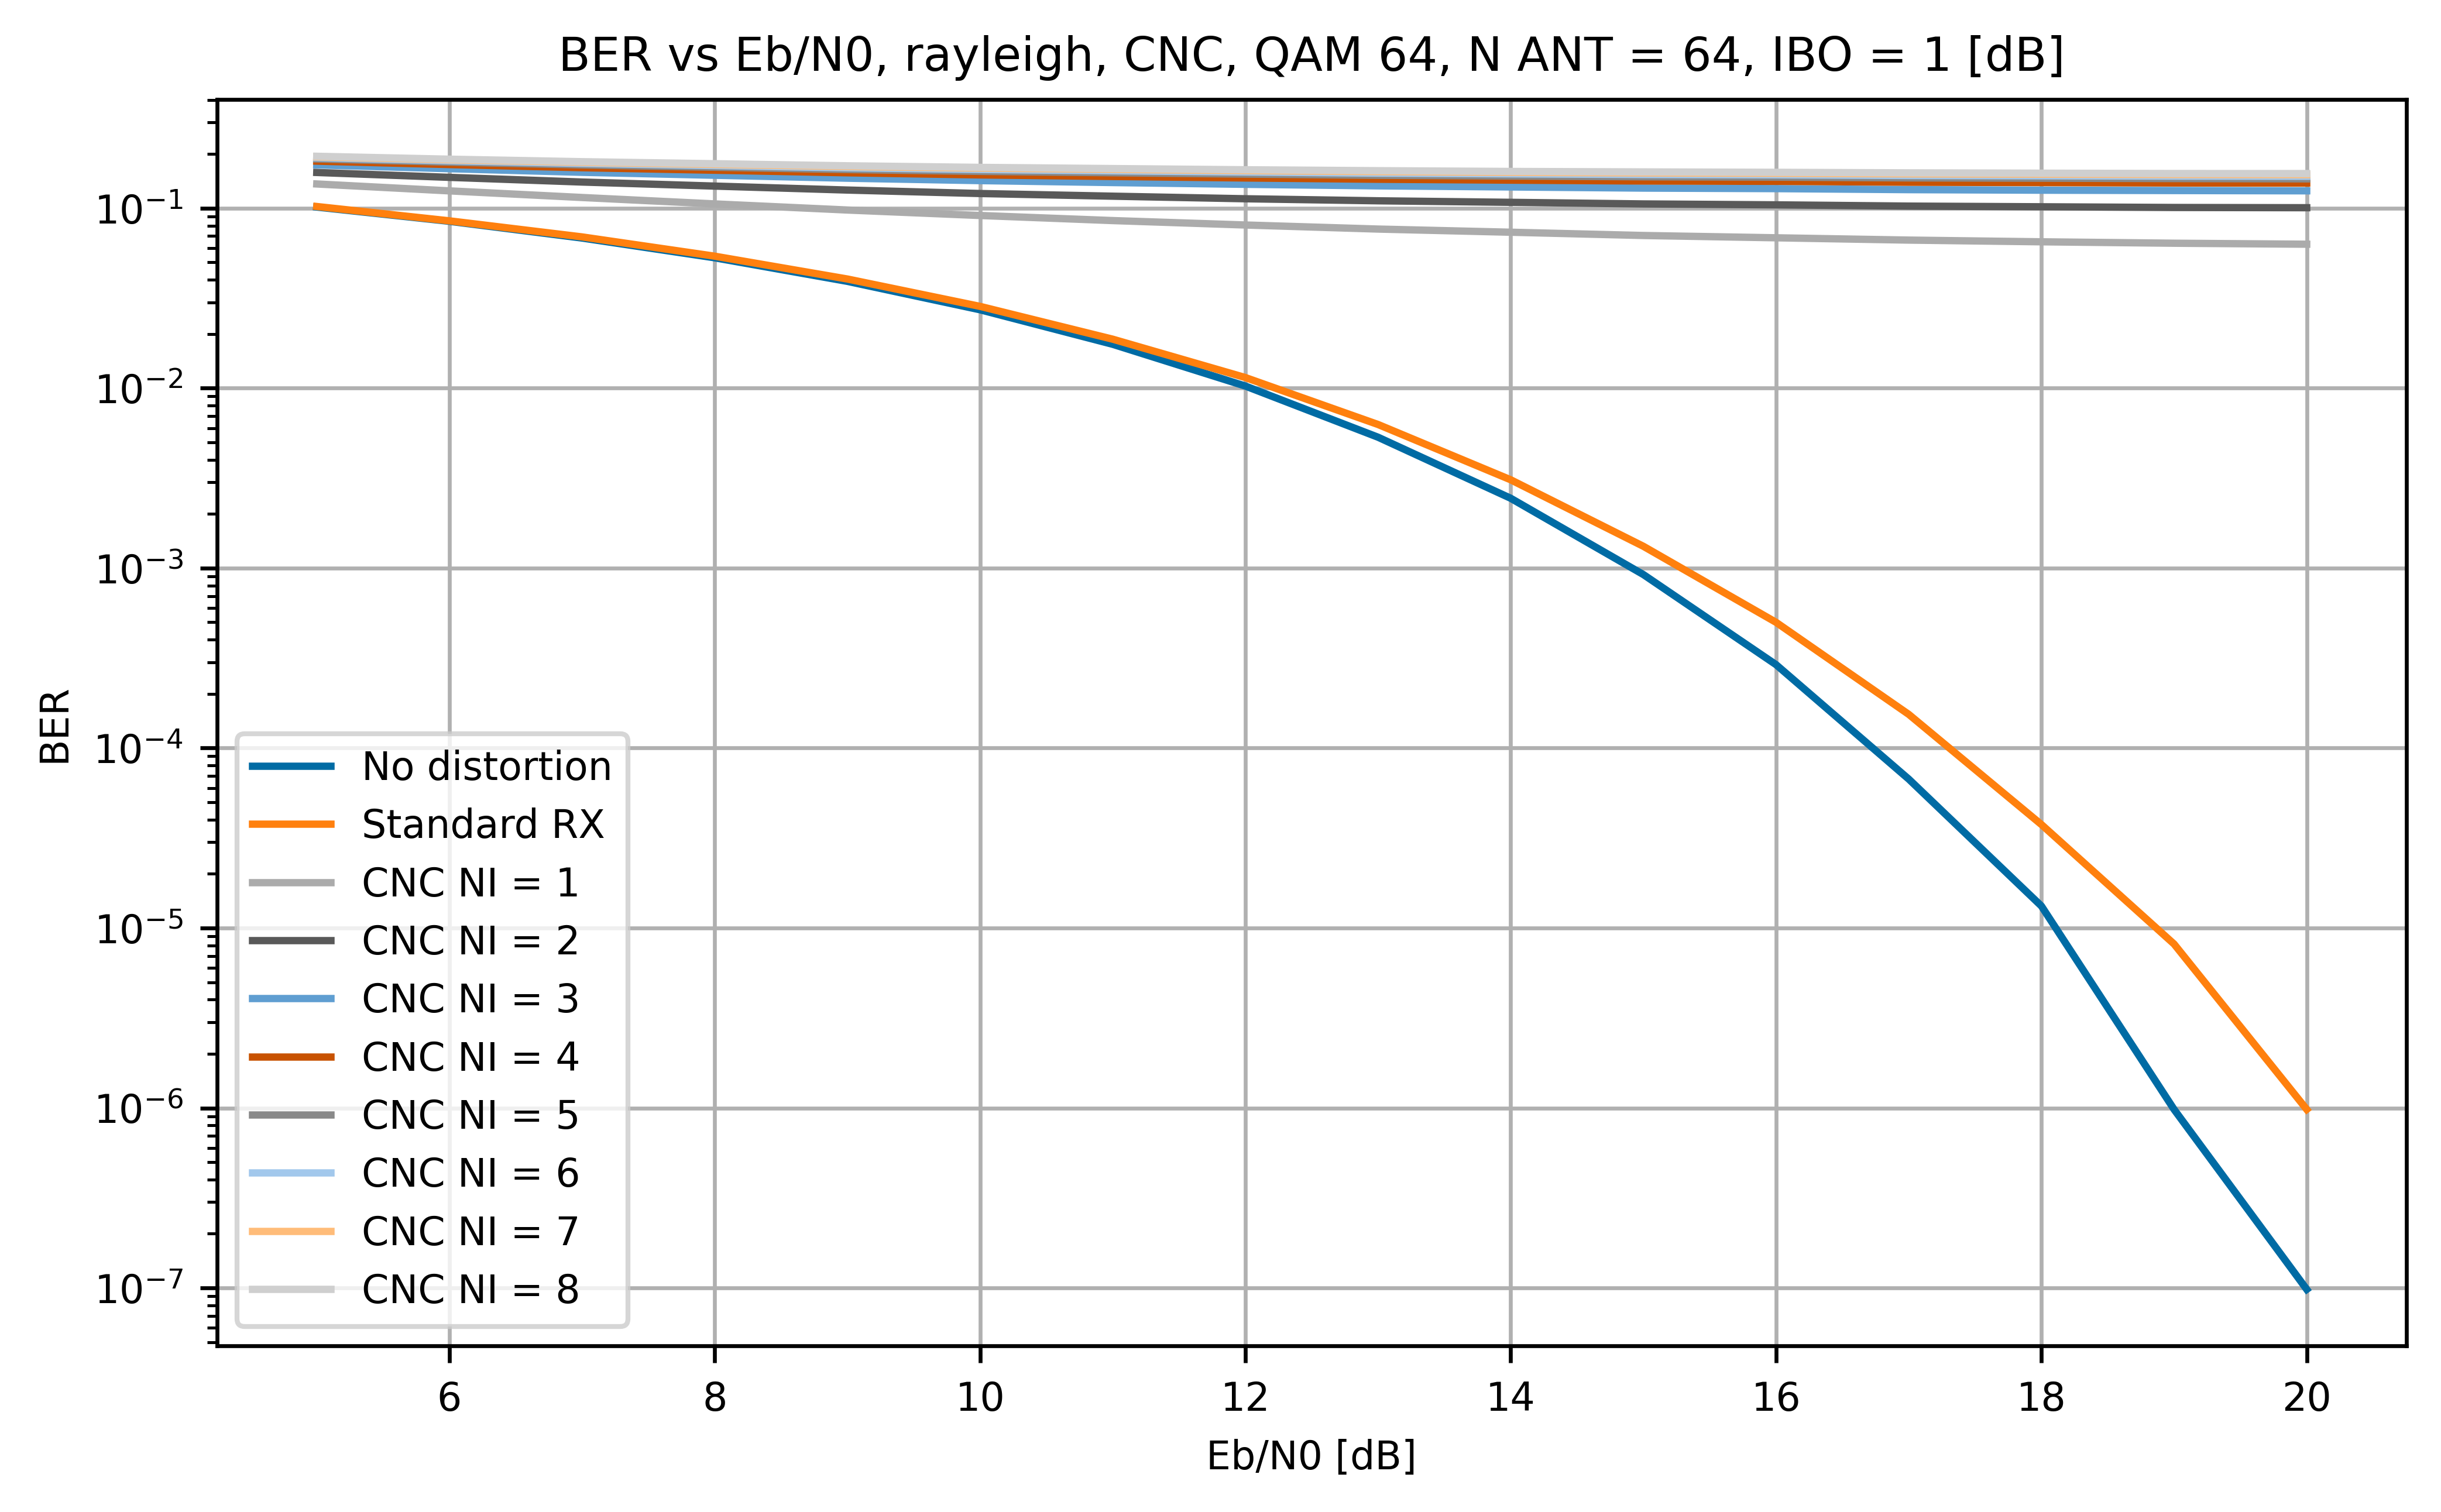 BER vs Eb/N0, rayleigh, CNC, QAM 64, N ANT = 64, IBO = 1 [dB]
10⁻¹
10⁻²
10⁻³
10⁻⁴
10⁻⁵
10⁻⁶
10⁻⁷
BER
No distortion
Standard RX
CNC NI = 1
CNC NI = 2
CNC NI = 3
CNC NI = 4
CNC NI = 5
CNC NI = 6
CNC NI = 7
CNC NI = 8
6 8 10 12 14 16 18 20
Eb/N0 [dB]